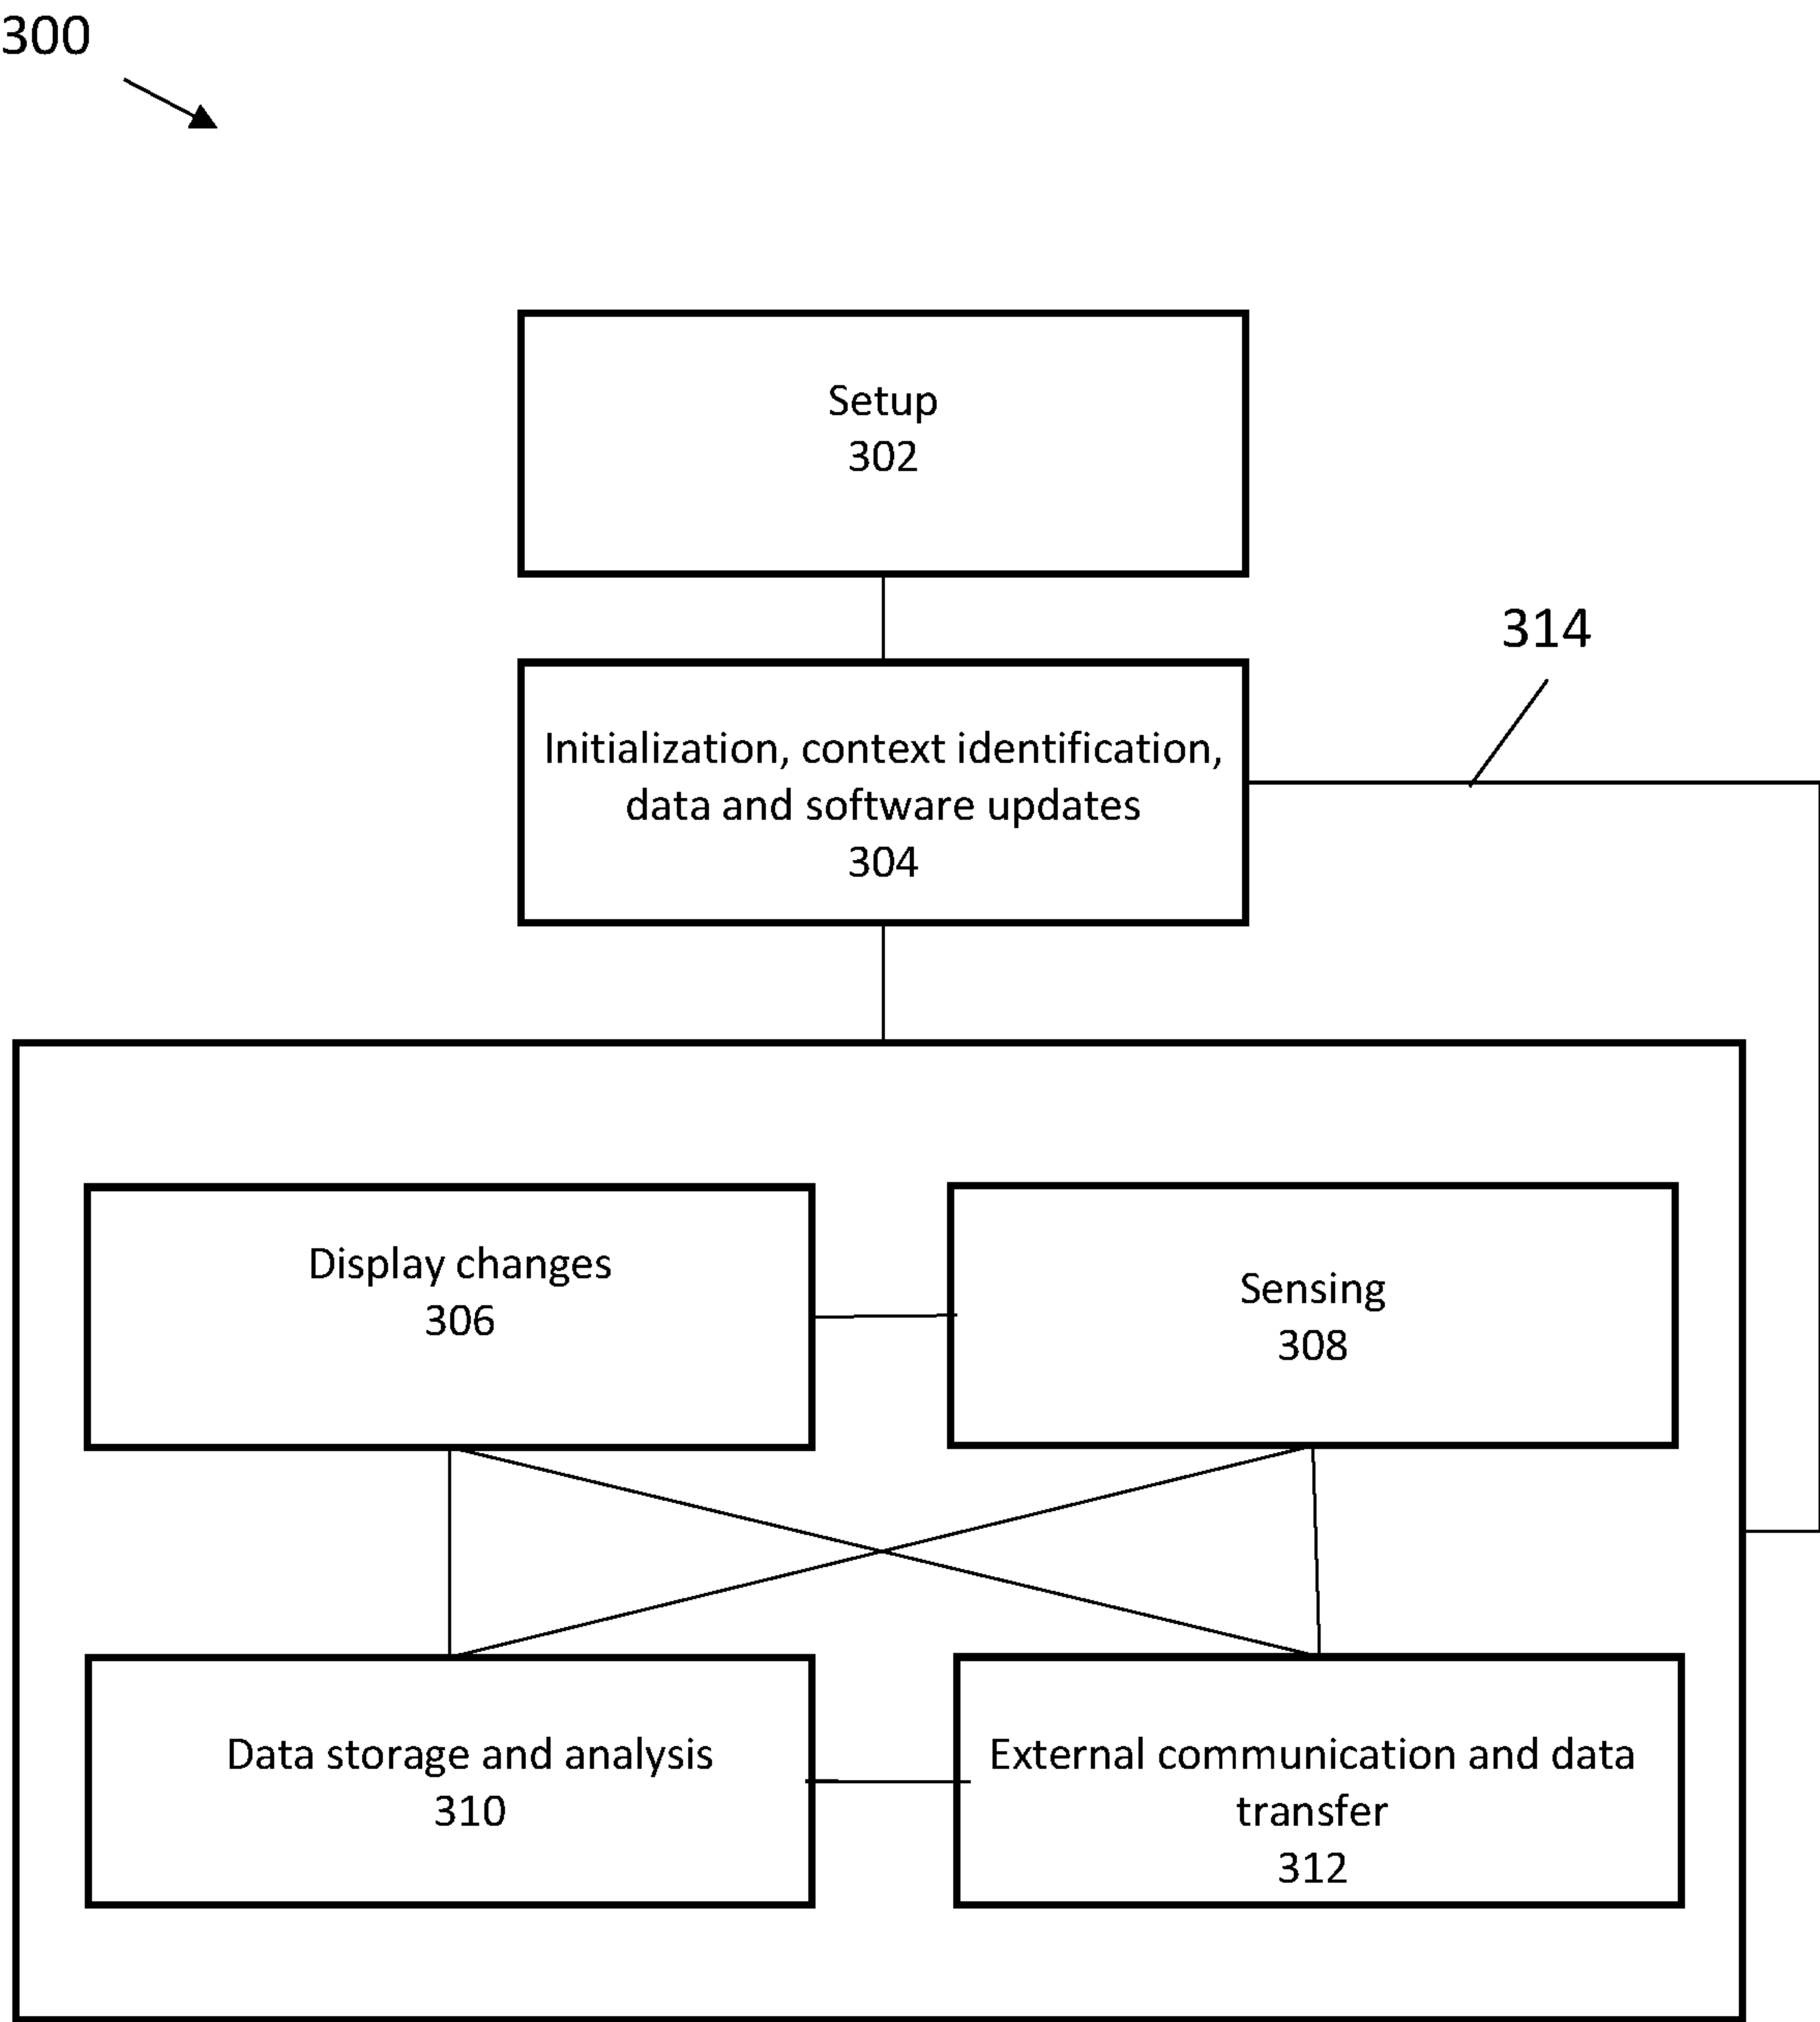 300
Setup
302
314
Initialization, context identification,
data and software updates
304
Display changes
306
Sensing
308
Data storage and analysis
310
External communication and data
transfer
312